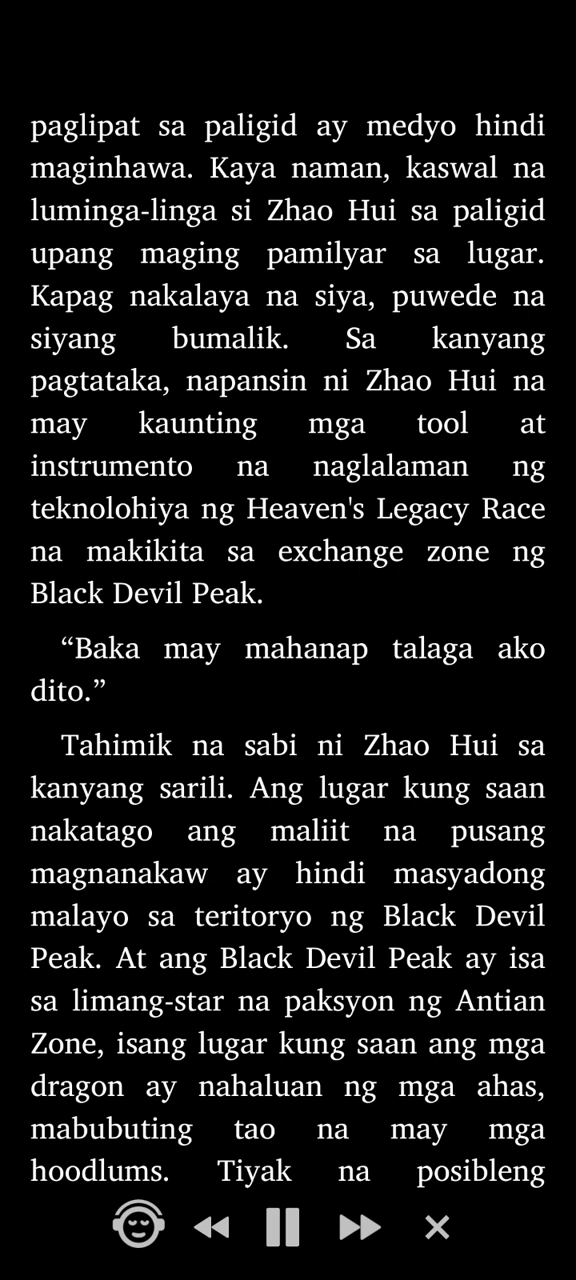 paglipat sa paligid ay medyo hindi
maginhawa. Kaya naman, kaswal na
luminga-linga si Zhao Hui sa paligid
upang maging pamilyar sa lugar.
Kapag nakalaya na siya, puwede na
siyang bumalik. Sa kanyang
pagtataka, napansin ni Zhao Hui na
may kaunting mga tool at
instrumento na naglalaman ng
teknolohiya ng Heaven's Legacy Race
na makikita sa exchange zone ng
Black Devil Peak.
“Baka may mahanap talaga ako
dito.”
Tahimik na sabi ni Zhao Hui sa
kanyang sarili. Ang lugar kung saan
nakatago ang maliit na pusang
magnanakaw ay hindi masyadong
malayo sa teritoryo ng Black Devil
Peak. At ang Black Devil Peak ay isa
sa limang-star na paksyon ng Antian
Zone, isang lugar kung saan ang mga
dragon ay nahaluan ng mga ahas,
mabubuting tao na may mga
hoodlums. Tiyak na posibleng